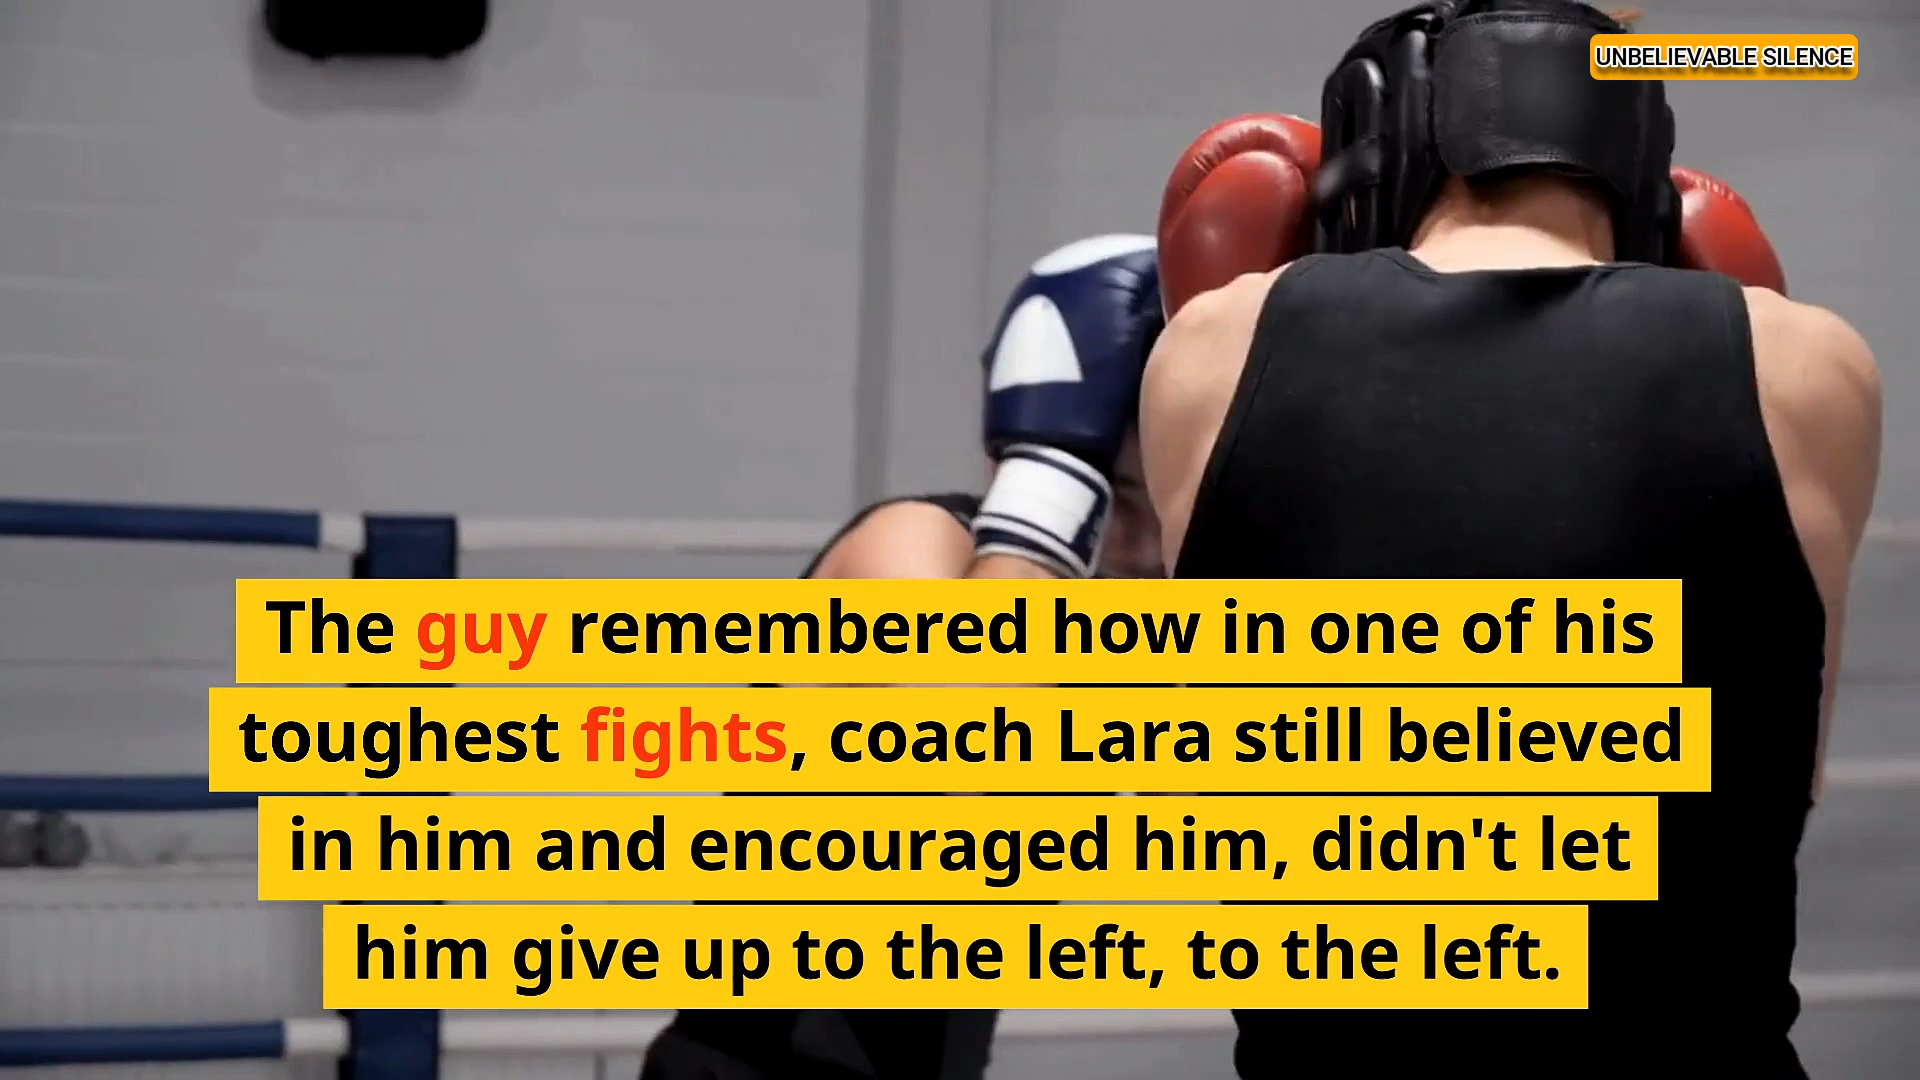 UNBELIEVABLE SILENCE
The guy remembered how in one of his
toughest fights, coach Lara still believed
in him and encouraged him, didn't let
him give up to the left, to the left.